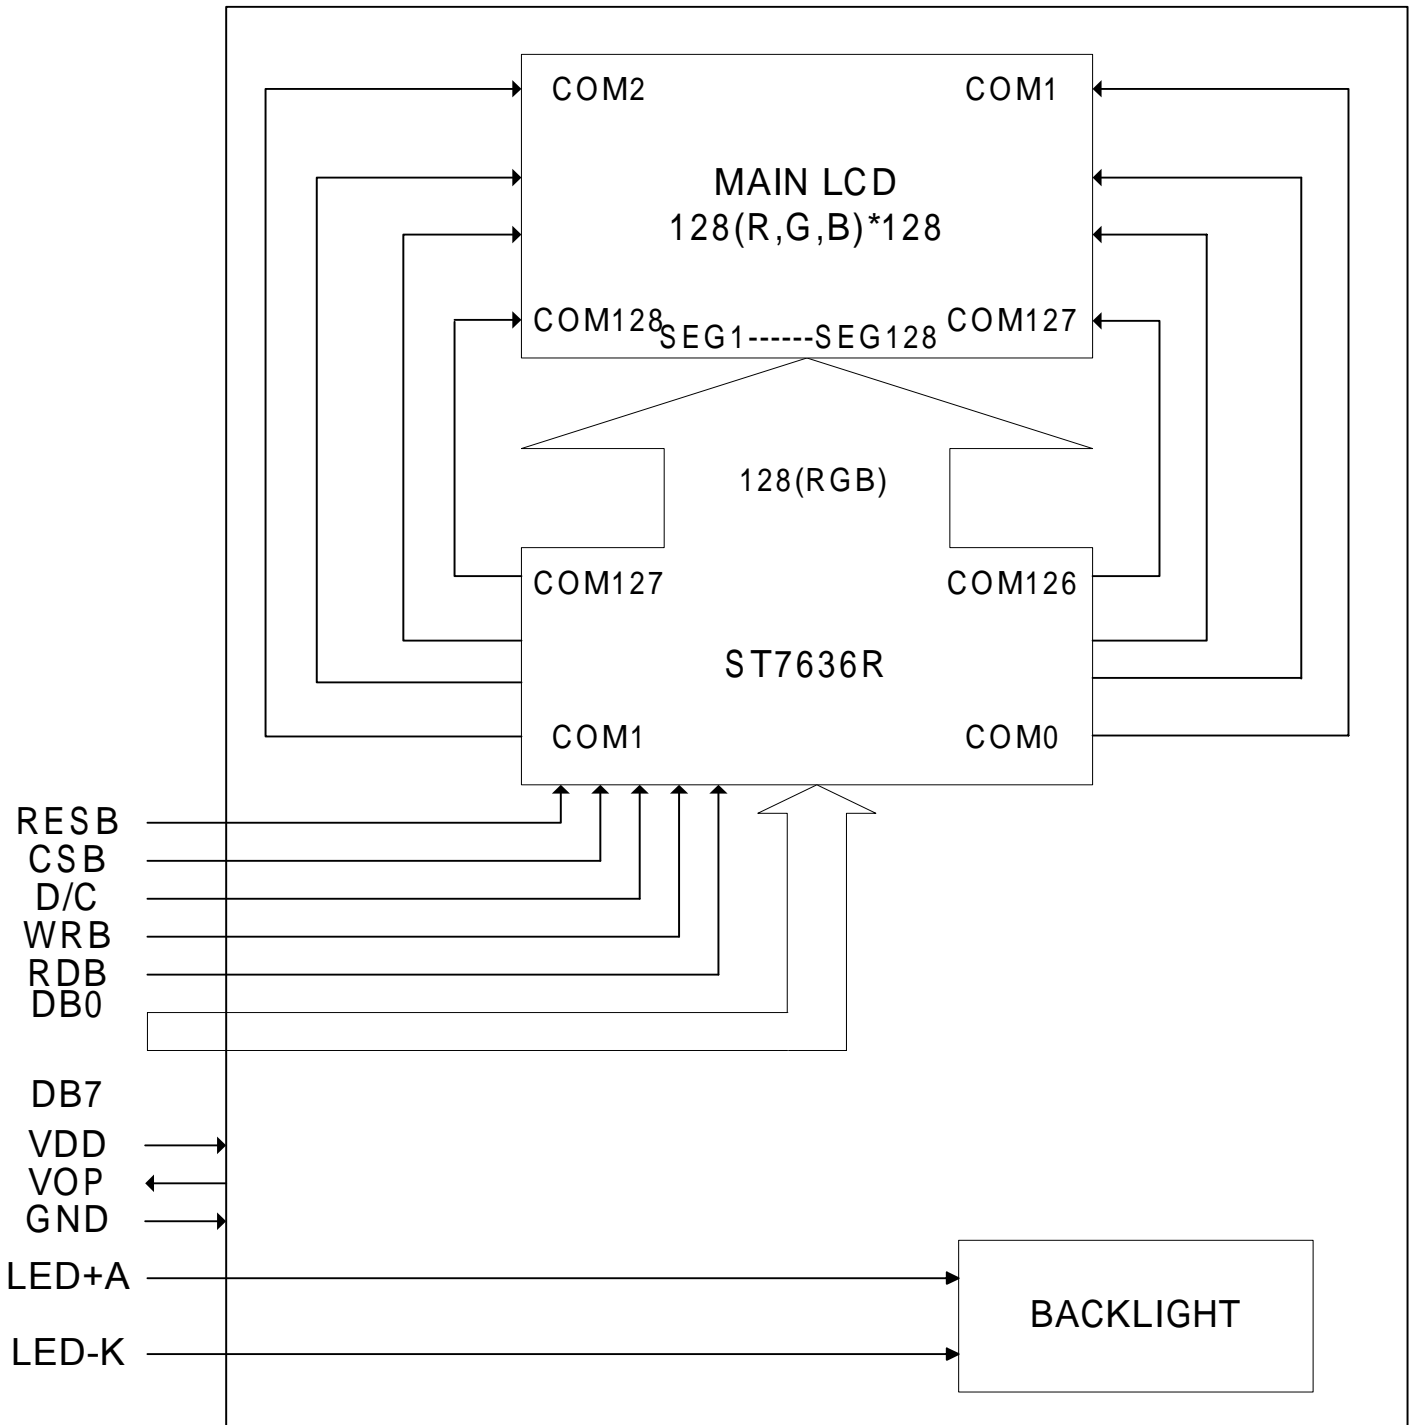 COM2 COM1
MAIN LCD
128(R,G,B)*128
COM128 COM127
SEG1------SEG128
128(RGB)
COM127 COM126
ST7636R
COM1 COM0
RESB
CSB
D/C
WRB
RDB
DB0
DB7
VDD
VOP
GND
LED+A
BACKLIGHT
LED-K